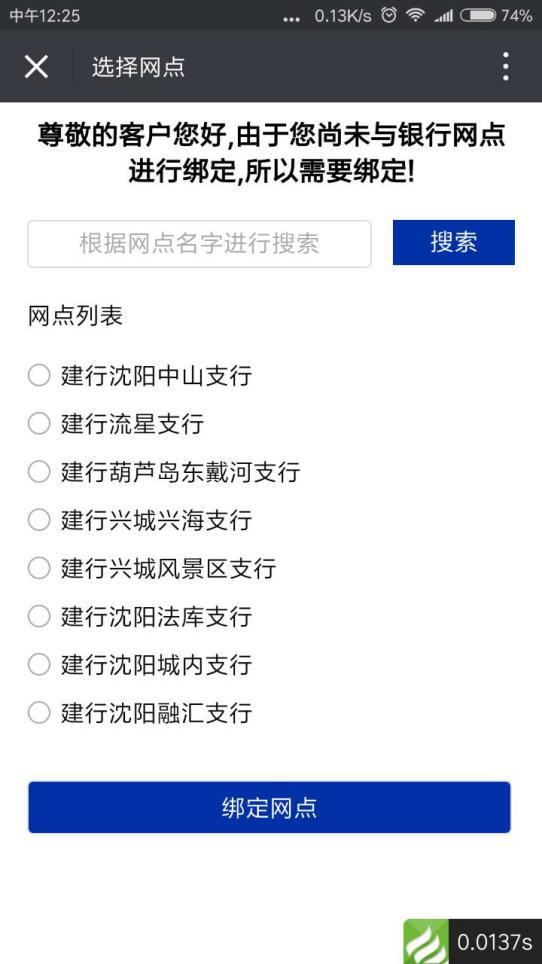 中午12:25 ... 0.13K/s 74%
选择网点
尊敬的客户您好,由于您尚未与银行网点
进行绑定,所以需要绑定!
根据网点名字进行搜索 搜索
网点列表
建行沈阳中山支行
建行流星支行
建行葫芦岛东戴河支行
建行兴城兴海支行
建行兴城风景区支行
建行沈阳法库支行
建行沈阳城内支行
建行沈阳融汇支行
绑定网点
0.0137s